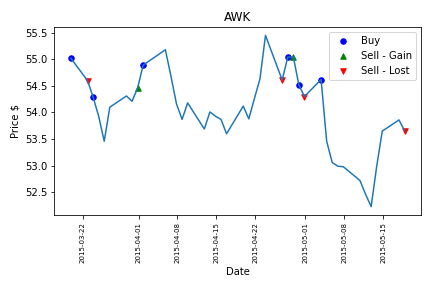 AWK
Buy
Sell - Gain
Sell - Lost
Price $
55.5
55.0
54.5
54.0
53.5
53.0
52.5
2015-03-22
2015-04-01
2015-04-08
2015-04-15
2015-04-22
2015-05-01
2015-05-08
2015-05-15
Date